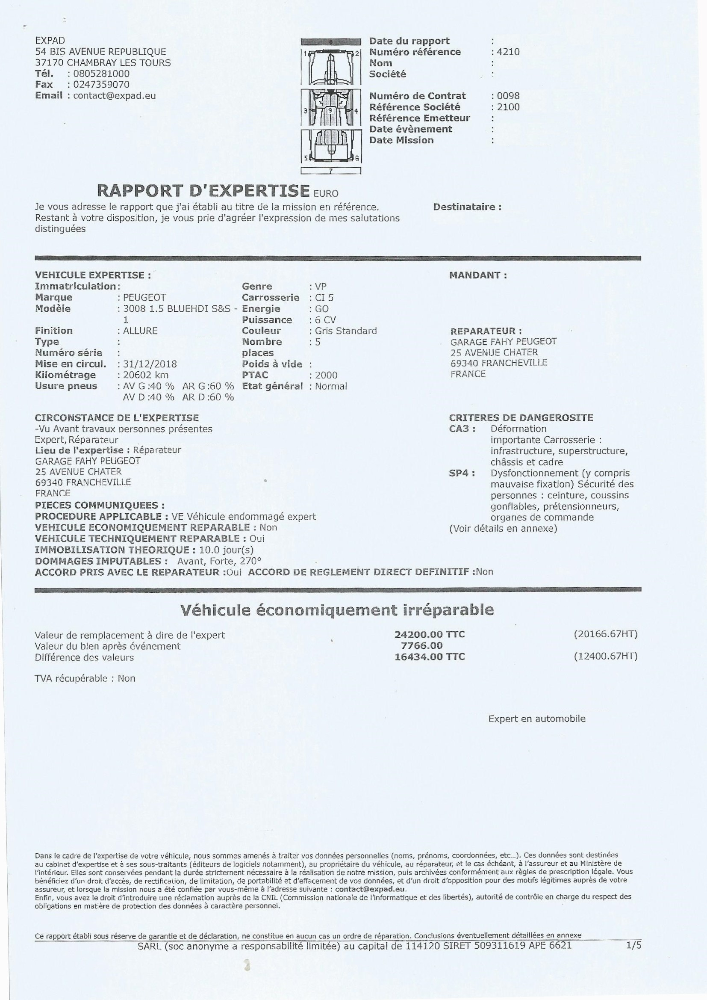 EXPAD
54 BIS AVENUE REPUBLIQUE
37170 CHAMBRAY LES TOURS
Tél. : 0805281000
Fax : 0247359070
Email : contact@expad.eu
8
1 2
3 9 4
5 6
7
Date du rapport :
Numéro référence : 4210
Nom :
Société :
Numéro de Contrat : 0098
Référence Société : 2100
Référence Emetteur :
Date évènement :
Date Mission :
RAPPORT D'EXPERTISE EURO
Je vous adresse le rapport que j'ai établi au titre de la mission en référence.
Restant à votre disposition, je vous prie d'agréer l'expression de mes salutations
distinguées
Destinataire :
VEHICULE EXPERTISE :
Immatriculation :
Marque : PEUGEOT
Modèle : 3008 1.5 BLUEHDI S&S -
1
Finition : ALLURE
Type :
Numéro série :
Mise en circul. : 31/12/2018
Kilométrage : 20602 km
Usure pneus : AV G :40 % AR G :60 %
AV D :40 % AR D :60 %
Genre : VP
Carrosserie : CI 5
Energie : GO
Puissance : 6 CV
Couleur : Gris Standard
Nombre : 5
places
Poids à vide :
PTAC : 2000
Etat général : Normal
MANDANT :
REPARATEUR :
GARAGE FAHY PEUGEOT
25 AVENUE CHATER
69340 FRANCHEVILLE
FRANCE
CIRCONSTANCE DE L'EXPERTISE
-Vu Avant travaux personnes présentes
Expert, Réparateur
Lieu de l'expertise : Réparateur
GARAGE FAHY PEUGEOT
25 AVENUE CHATER
69340 FRANCHEVILLE
FRANCE
PIECES COMMUNIQUEES :
PROCEDURE APPLICABLE : VE Véhicule endommagé expert
VEHICULE ECONOMIQUEMENT REPARABLE : Non
VEHICULE TECHNIQUEMENT REPARABLE : Oui
IMMOBILISATION THEORIQUE : 10.0 jour(s)
DOMMAGES IMPUTABLES : Avant, Forte, 270°
ACCORD PRIS AVEC LE REPARATEUR :Oui ACCORD DE REGLEMENT DIRECT DEFINITIF :Non
CRITERES DE DANGEROSITE
CA3 : Déformation
importante Carrosserie :
infrastructure, superstructure,
châssis et cadre
SP4 : Dysfonctionnement (y compris
mauvaise fixation) Sécurité des
personnes : ceinture, coussins
gonflables, prétensionneurs,
organes de commande
(Voir détails en annexe)
Véhicule économiquement irréparable
Valeur de remplacement à dire de l'expert 24200.00 TTC (20166.67HT)
Valeur du bien après événement 7766.00
Différence des valeurs 16434.00 TTC (12400.67HT)
TVA récupérable : Non
Expert en automobile
Dans le cadre de l'expertise de votre véhicule, nous sommes amenés à traiter vos données personnelles (noms, prénoms, coordonnées, etc...). Ces données sont destinées
au cabinet d'expertise et à ses sous-traitants (éditeurs de logiciels notamment), au propriétaire du véhicule, au réparateur, et le cas échéant, à l'assureur et au Ministère de
l'intérieur. Elles sont conservées pendant la durée strictement nécessaire à la réalisation de notre mission, puis archivées conformément aux règles de prescription légale. Vous
bénéficiez d'un droit d'accès, de rectification, de limitation, de portabilité et d'effacement de vos données, et d'un droit d'opposition pour des motifs légitimes auprès de votre
assureur, et lorsque la mission nous a été confiée par vous-même à l'adresse suivante : contact@expad.eu.
Enfin, vous avez le droit d'introduire une réclamation auprès de la CNIL (Commission nationale de l'informatique et des libertés), autorité de contrôle en charge du respect des
obligations en matière de protection des données à caractère personnel.
Ce rapport établi sous réserve de garantie et de déclaration, ne constitue en aucun cas un ordre de réparation. Conclusions éventuellement détaillées en annexe
SARL (soc anonyme a responsabilité limitée) au capital de 114120 SIRET 509311619 APE 6621 1/5